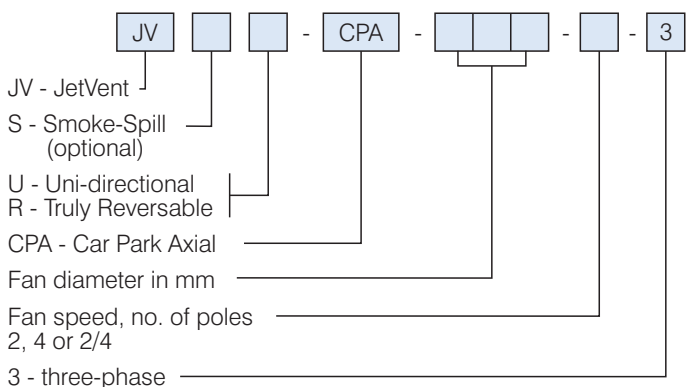 JV - CPA - - - 3
JV - JetVent
S - Smoke-Spill
(optional)
U - Uni-directional
R - Truly Reversable
CPA - Car Park Axial
Fan diameter in mm
Fan speed, no. of poles
2, 4 or 2/4
3 - three-phase